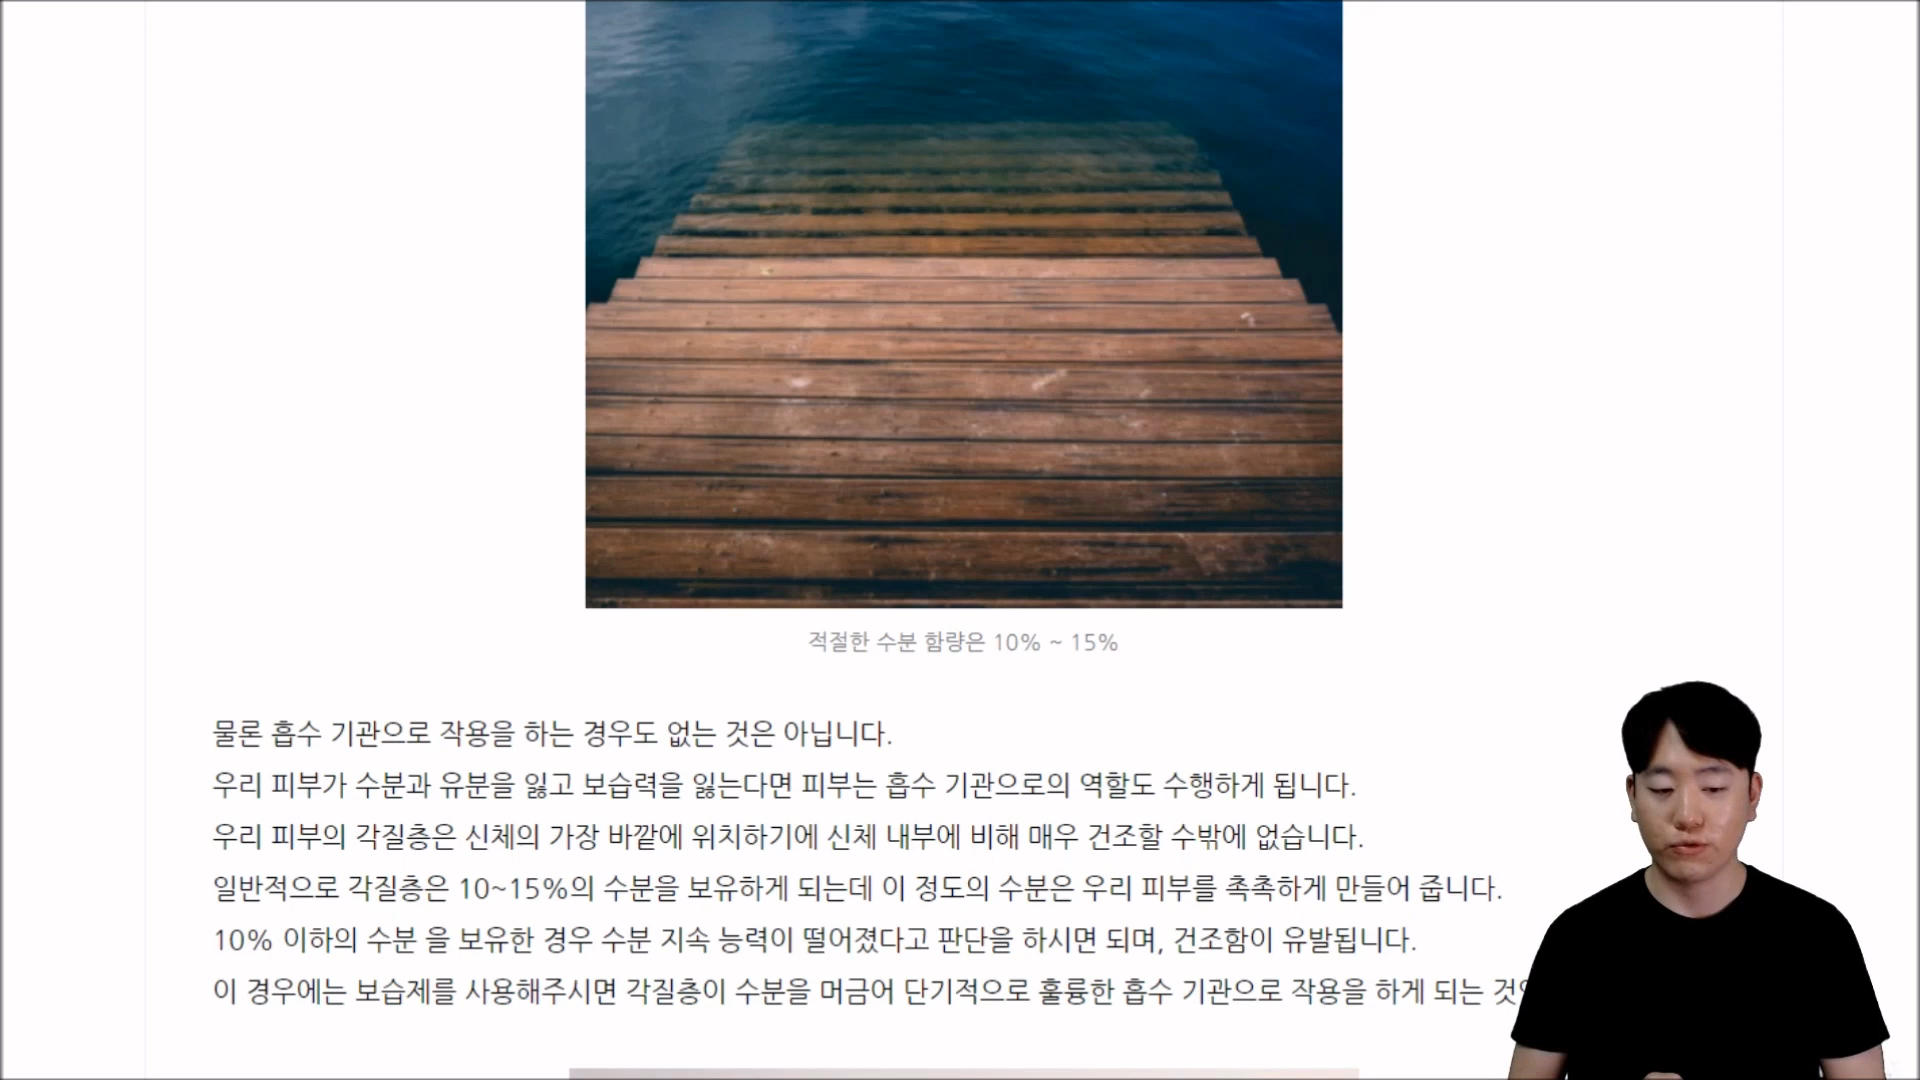 적절한 수분 함량은 10% ~ 15%
물론 흡수 기관으로 작용을 하는 경우도 없는 것은 아닙니다.
우리 피부가 수분과 유분을 잃고 보습력을 잃는다면 피부는 흡수 기관으로의 역할도 수행하게 됩니다.
우리 피부의 각질층은 신체의 가장 바깥에 위치하기에 신체 내부에 비해 매우 건조할 수밖에 없습니다.
일반적으로 각질층은 10~15%의 수분을 보유하게 되는데 이 정도의 수분은 우리 피부를 촉촉하게 만들어 줍니다.
10% 이하의 수분 을 보유한 경우 수분 지속 능력이 떨어졌다고 판단을 하시면 되며, 건조함이 유발됩니다.
이 경우에는 보습제를 사용해주시면 각질층이 수분을 머금어 단기적으로 훌륭한 흡수 기관으로 작용을 하게 되는